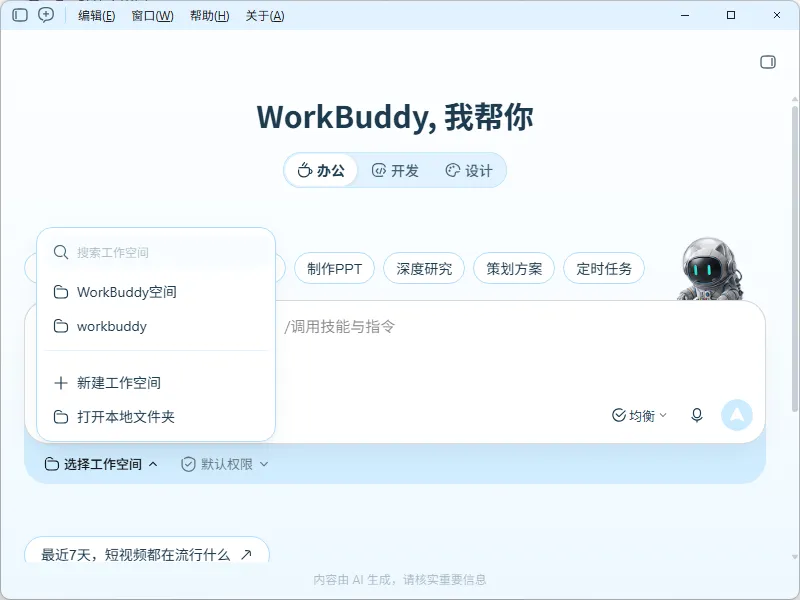 编辑(E) 窗口(W) 帮助(H) 关于(A)
WorkBuddy, 我帮你
办公 开发 设计
制作PPT 深度研究 策划方案 定时任务
搜索工作空间
WorkBuddy空间
workbuddy
新建工作空间
打开本地文件夹
/调用技能与指令
均衡
选择工作空间 默认权限
最近7天，短视频都在流行什么
内容由 AI 生成，请核实重要信息